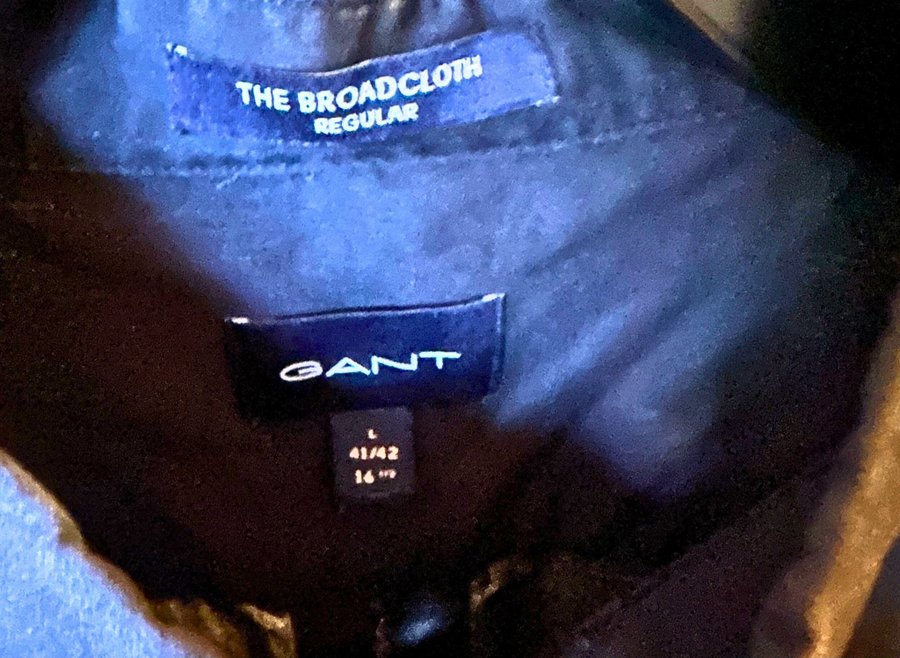 THE BROADCLOTH
REGULAR
GANT
L
41/42
16 1/2